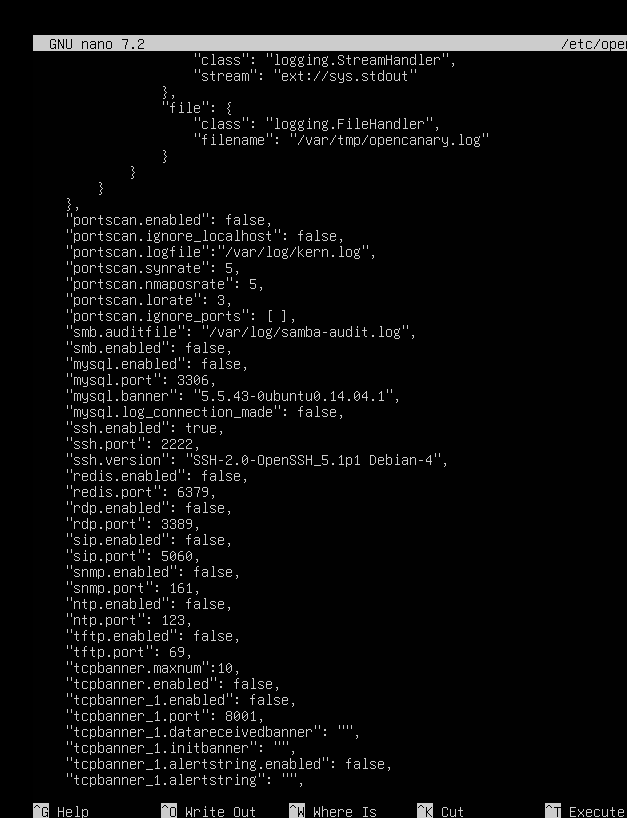 GNU nano 7.2 /etc/open
"class": "logging.StreamHandler",
"stream": "ext://sys.stdout"
},
"file": {
"class": "logging.FileHandler",
"filename": "/var/tmp/opencanary.log"
}
}
}
},
"portscan.enabled": false,
"portscan.ignore_localhost": false,
"portscan.logfile":"/var/log/kern.log",
"portscan.synrate": 5,
"portscan.nmaposrate": 5,
"portscan.lorate": 3,
"portscan.ignore_ports": [ ],
"smb.auditfile": "/var/log/samba-audit.log",
"smb.enabled": false,
"mysql.enabled": false,
"mysql.port": 3306,
"mysql.banner": "5.5.43-0ubuntu0.14.04.1",
"mysql.log_connection_made": false,
"ssh.enabled": true,
"ssh.port": 2222,
"ssh.version": "SSH-2.0-OpenSSH_5.1p1 Debian-4",
"redis.enabled": false,
"redis.port": 6379,
"rdp.enabled": false,
"rdp.port": 3389,
"sip.enabled": false,
"sip.port": 5060,
"snmp.enabled": false,
"snmp.port": 161,
"ntp.enabled": false,
"ntp.port": 123,
"tftp.enabled": false,
"tftp.port": 69,
"tcpbanner.maxnum":10,
"tcpbanner.enabled": false,
"tcpbanner_1.enabled": false,
"tcpbanner_1.port": 8001,
"tcpbanner_1.datareceivedbanner": "",
"tcpbanner_1.initbanner": "",
"tcpbanner_1.alertstring.enabled": false,
"tcpbanner_1.alertstring": "",
^G Help ^O Write Out ^W Where Is ^K Cut ^T Execute